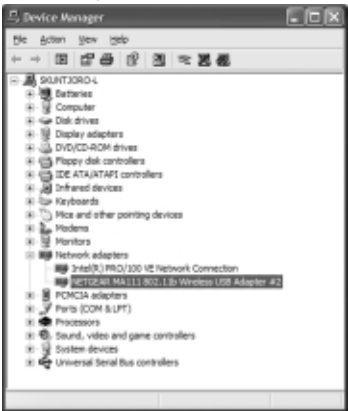 Device Manager
File Action View Help
SKUNTJORO-L
Batteries
Computer
Disk drives
Display adapters
DVD/CD-ROM drives
Floppy disk controllers
IDE ATA/ATAPI controllers
Infrared devices
Keyboards
Mice and other pointing devices
Modems
Monitors
Network adapters
Intel(R) PRO/100 VE Network Connection
NETGEAR MA111 802.11b Wireless USB Adapter #2
PCMCIA adapters
Ports (COM & LPT)
Processors
Sound, video and game controllers
System devices
Universal Serial Bus controllers